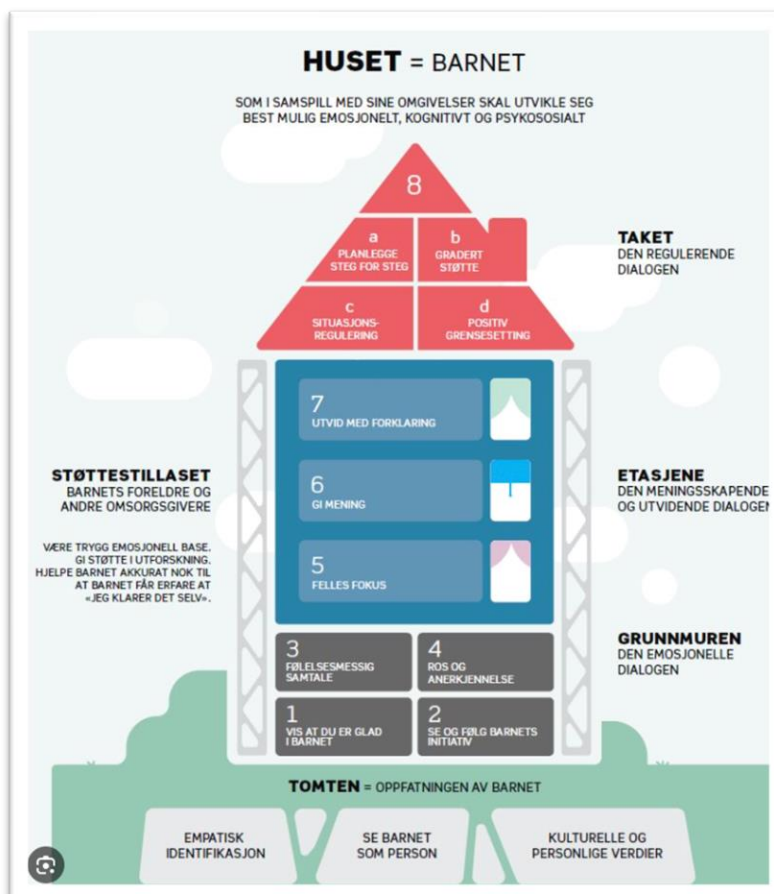 HUSET = BARNET
SOM I SAMSPILL MED SINE OMGIVELSER SKAL UTVIKLE SEG
BEST MULIG EMOSJONELT, KOGNITIVT OG PSYKOSOSIALT
8
a
PLANLEGGE
STEG FOR STEG
b
GRADERT
STØTTE
c
SITUASJONS-
REGULERING
d
POSITIV
GRENSESETTING
TAKET
DEN REGULERENDE
DIALOGEN
7
UTVID MED FORKLARING
6
GI MENING
5
FELLES FOKUS
STØTTESTILLASET
BARNETS FORELDRE OG
ANDRE OMSORGSGIVERE
VÆRE TRYGG EMOSJONELL BASE.
GI STØTTE I UTFORSKNING.
HJELPE BARNET AKKURAT NOK TIL
AT BARNET FÅR ERFARE AT
«JEG KLARER DET SELV».
ETASJENE
DEN MENINGSSKAPENDE
OG UTVIDENDE DIALOGEN
3
FØLELSESMESSIG
SAMTALE
4
ROS OG
ANERKJENNELSE
1
VIS AT DU ER GLAD
I BARNET
2
SE OG FØLG BARNETS
INITIATIV
GRUNNMUREN
DEN EMOSJONELLE
DIALOGEN
TOMTEN = OPPFATNINGEN AV BARNET
EMPATISK
IDENTIFIKASJON
SE BARNET
SOM PERSON
KULTURELLE OG
PERSONLIGE VERDIER